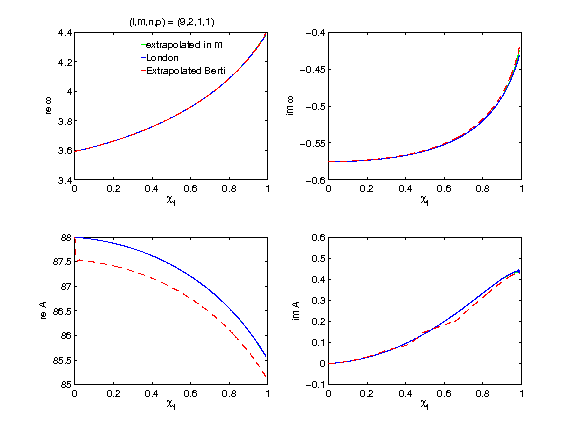 (l,m,n,p) = (9,2,1,1)
4.4
4.2
4
3.8
3.6
3.4
re ω
extrapolated in m
London
Extrapolated Berti
0 0.2 0.4 0.6 0.8 1
χf
−0.4
−0.45
−0.5
−0.55
−0.6
im ω
0 0.2 0.4 0.6 0.8 1
χf
88
87.5
87
86.5
86
85.5
85
re A
0 0.2 0.4 0.6 0.8 1
χf
0.6
0.5
0.4
0.3
0.2
0.1
0
−0.1
im A
0 0.2 0.4 0.6 0.8 1
χf